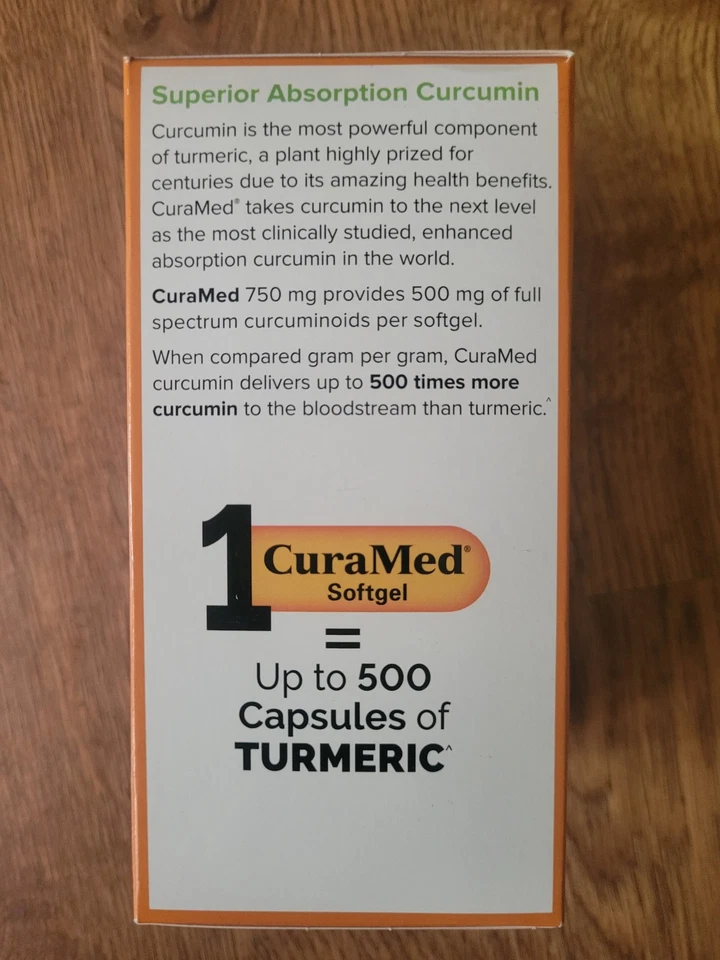 Superior Absorption Curcumin
Curcumin is the most powerful component
of turmeric, a plant highly prized for
centuries due to its amazing health benefits.
CuraMed® takes curcumin to the next level
as the most clinically studied, enhanced
absorption curcumin in the world.
CuraMed 750 mg provides 500 mg of full
spectrum curcuminoids per softgel.
When compared gram per gram, CuraMed
curcumin delivers up to 500 times more
curcumin to the bloodstream than turmeric.^
1 CuraMed®
Softgel
=
Up to 500
Capsules of
TURMERIC^